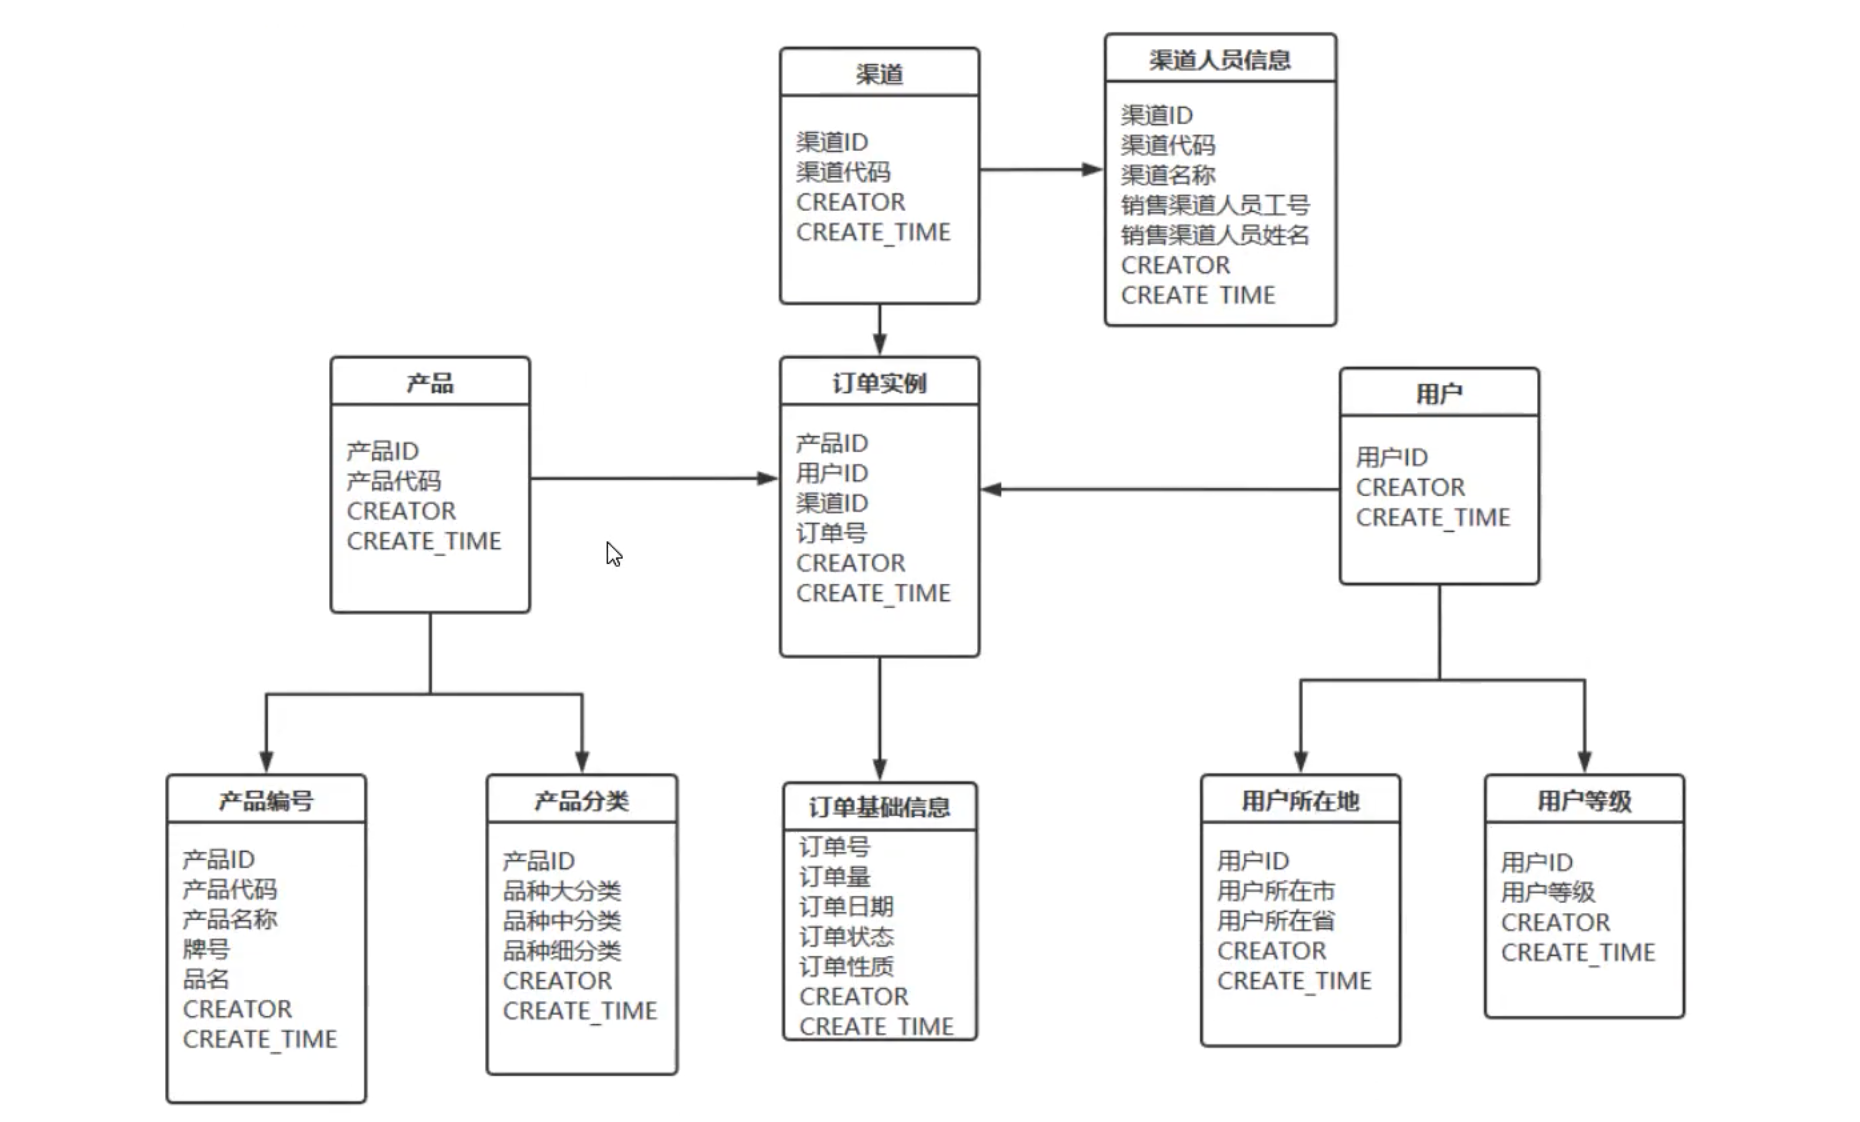 渠道
渠道ID
渠道代码
CREATOR
CREATE_TIME
渠道人员信息
渠道ID
渠道代码
渠道名称
销售渠道人员工号
销售渠道人员姓名
CREATOR
CREATE TIME
产品
产品ID
产品代码
CREATOR
CREATE_TIME
订单实例
产品ID
用户ID
渠道ID
订单号
CREATOR
CREATE_TIME
用户
用户ID
CREATOR
CREATE_TIME
产品编号
产品ID
产品代码
产品名称
牌号
品名
CREATOR
CREATE_TIME
产品分类
产品ID
品种大分类
品种中分类
品种细分类
CREATOR
CREATE_TIME
订单基础信息
订单号
订单量
订单日期
订单状态
订单性质
CREATOR
CREATE TIME
用户所在地
用户ID
用户所在市
用户所在省
CREATOR
CREATE_TIME
用户等级
用户ID
用户等级
CREATOR
CREATE_TIME